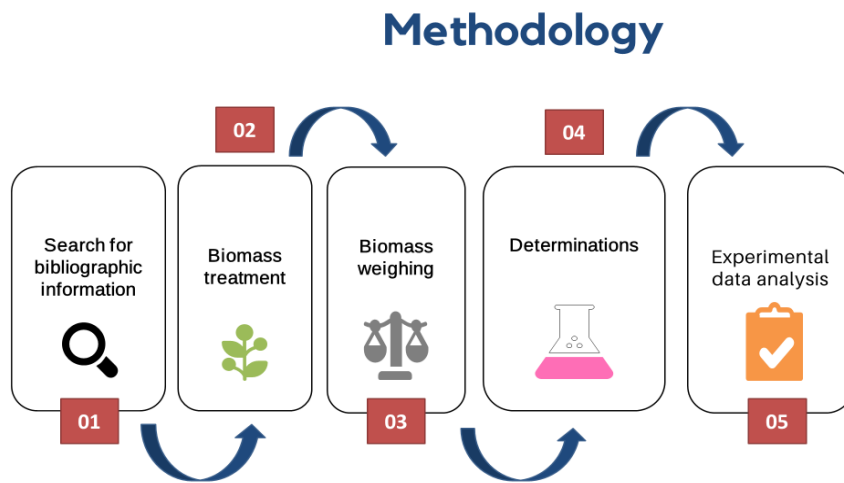 Methodology
01
Search for
bibliographic
information
02
Biomass
treatment
03
Biomass
weighing
04
Determinations
05
Experimental
data analysis